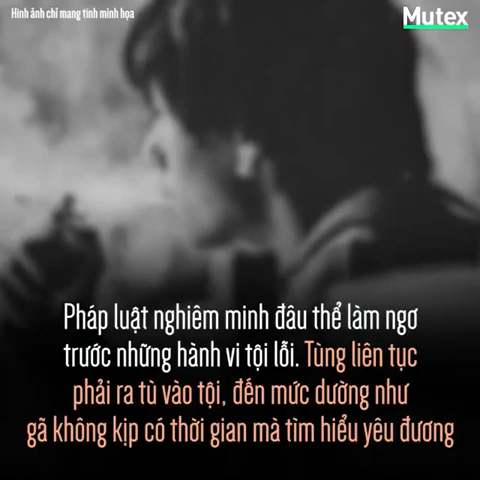 Hình ảnh chỉ mang tính minh họa
Mutex
Pháp luật nghiêm minh đâu thể làm ngơ
trước những hành vi tội lỗi. Tùng liên tục
phải ra tù vào tội, đến mức dường như
gã không kịp có thời gian mà tìm hiểu yêu đương